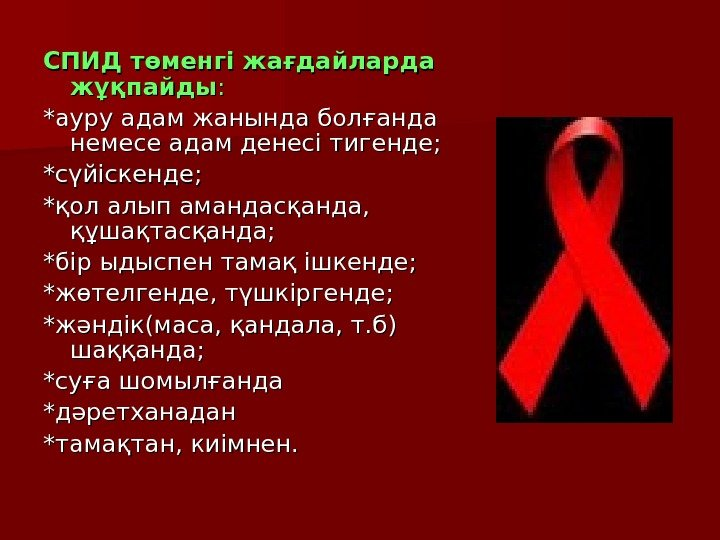 СПИД төменгі жағдайларда
жұқпайды:
*ауру адам жанында болғанда
немесе адам денесі тигенде;
*сүйіскенде;
*қол алып амандасқанда,
құшақтасқанда;
*бір ыдыспен тамақ ішкенде;
*жөтелгенде, түшкіргенде;
*жәндік(маса, қандала, т.б)
шаққанда;
*суға шомылғанда
*дәретханадан
*тамақтан, киімнен.